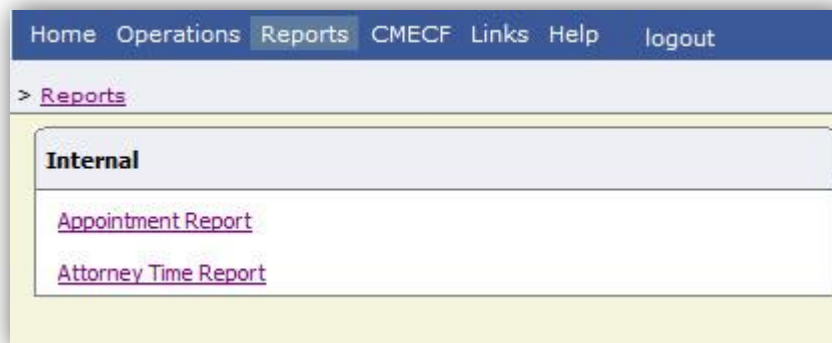 Home Operations Reports CMECF Links Help logout
> Reports
Internal
Appointment Report
Attorney Time Report